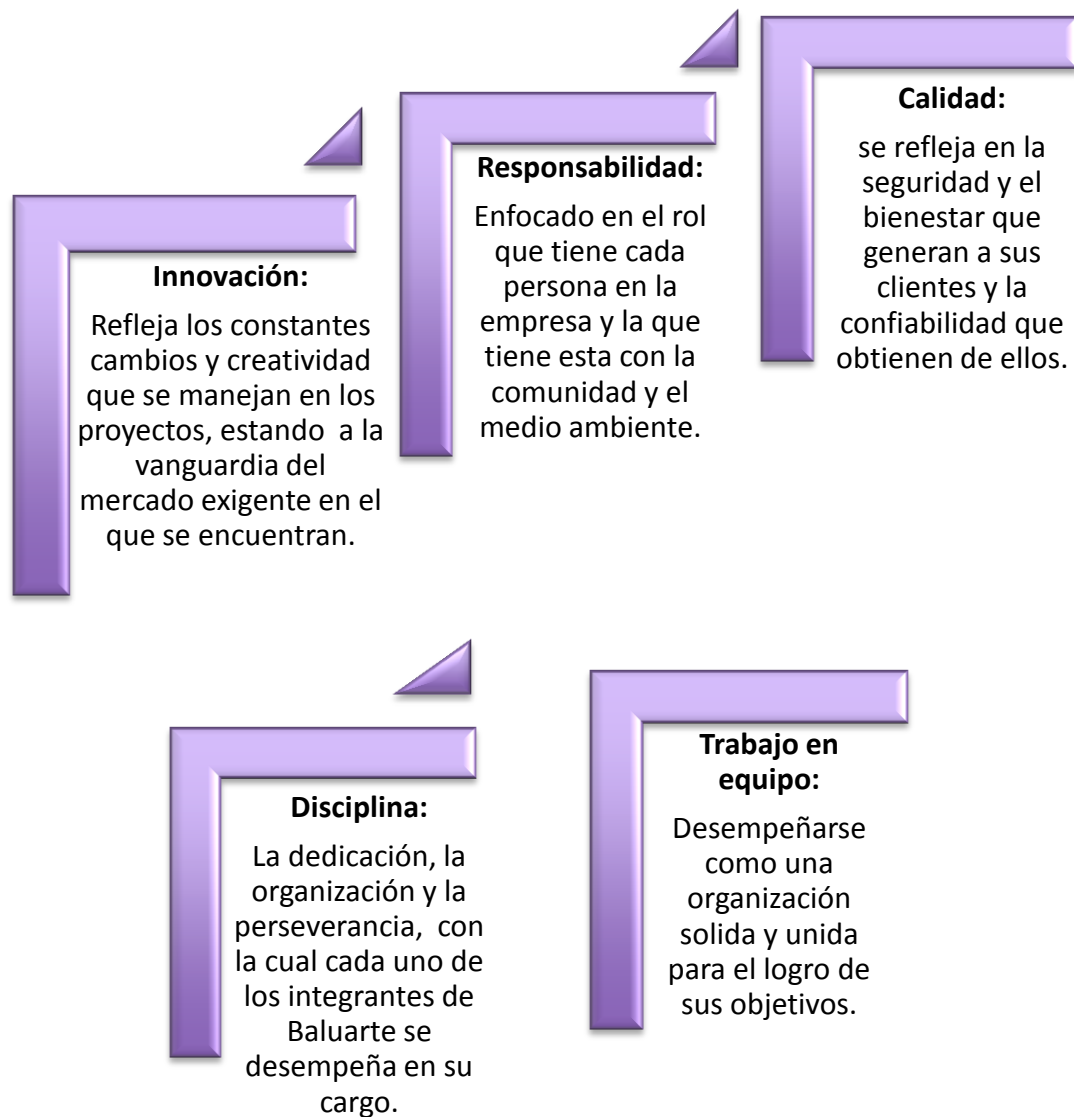 Innovación:
Refleja los constantes
cambios y creatividad
que se manejan en los
proyectos, estando a la
vanguardia del
mercado exigente en el
que se encuentran.
Responsabilidad:
Enfocado en el rol
que tiene cada
persona en la
empresa y la que
tiene esta con la
comunidad y el
medio ambiente.
Calidad:
se refleja en la
seguridad y el
bienestar que
generan a sus
clientes y la
confiabilidad que
obtienen de ellos.
Disciplina:
La dedicación, la
organización y la
perseverancia, con
la cual cada uno de
los integrantes de
Baluarte se
desempeña en su
cargo.
Trabajo en
equipo:
Desempeñarse
como una
organización
solida y unida
para el logro de
sus objetivos.